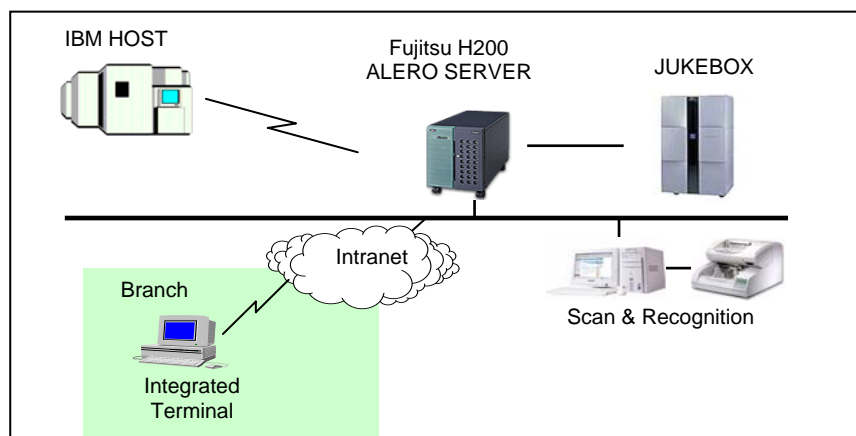 IBM HOST
Fujitsu H200
ALERO SERVER
JUKEBOX
Intranet
Branch
Integrated
Terminal
Scan & Recognition